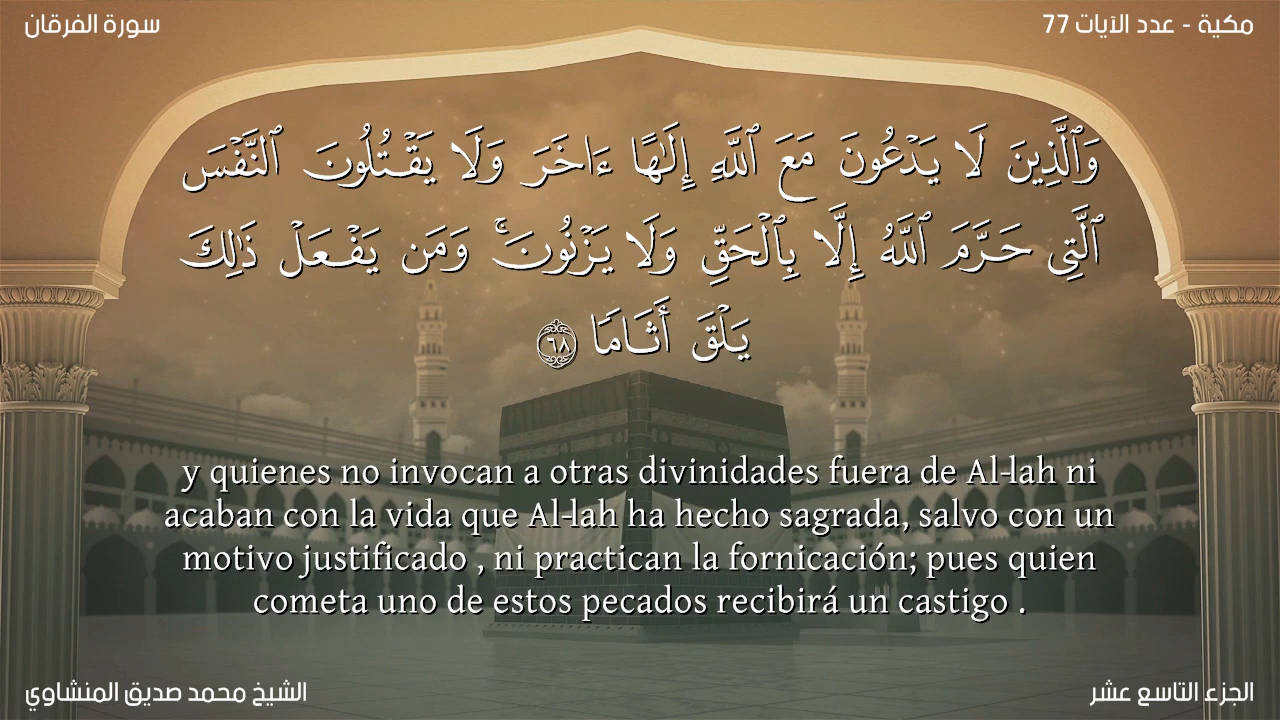 سورة الفرقان
مكية - عدد الآيات 77
وَٱلَّذِينَ لَا يَدْعُونَ مَعَ ٱللَّهِ إِلَٰهًا ءَاخَرَ وَلَا يَقْتُلُونَ ٱلنَّفْسَ
ٱلَّتِي حَرَّمَ ٱللَّهُ إِلَّا بِٱلْحَقِّ وَلَا يَزْنُونَۚ وَمَن يَفْعَلْ ذَٰلِكَ
يَلْقَ أَثَامٗا ٦٨
y quienes no invocan a otras divinidades fuera de Al-lah ni
acaban con la vida que Al-lah ha hecho sagrada, salvo con un
motivo justificado , ni practican la fornicación; pues quien
cometa uno de estos pecados recibirá un castigo .
الشيخ محمد صديق المنشاوي
الجزء التاسع عشر